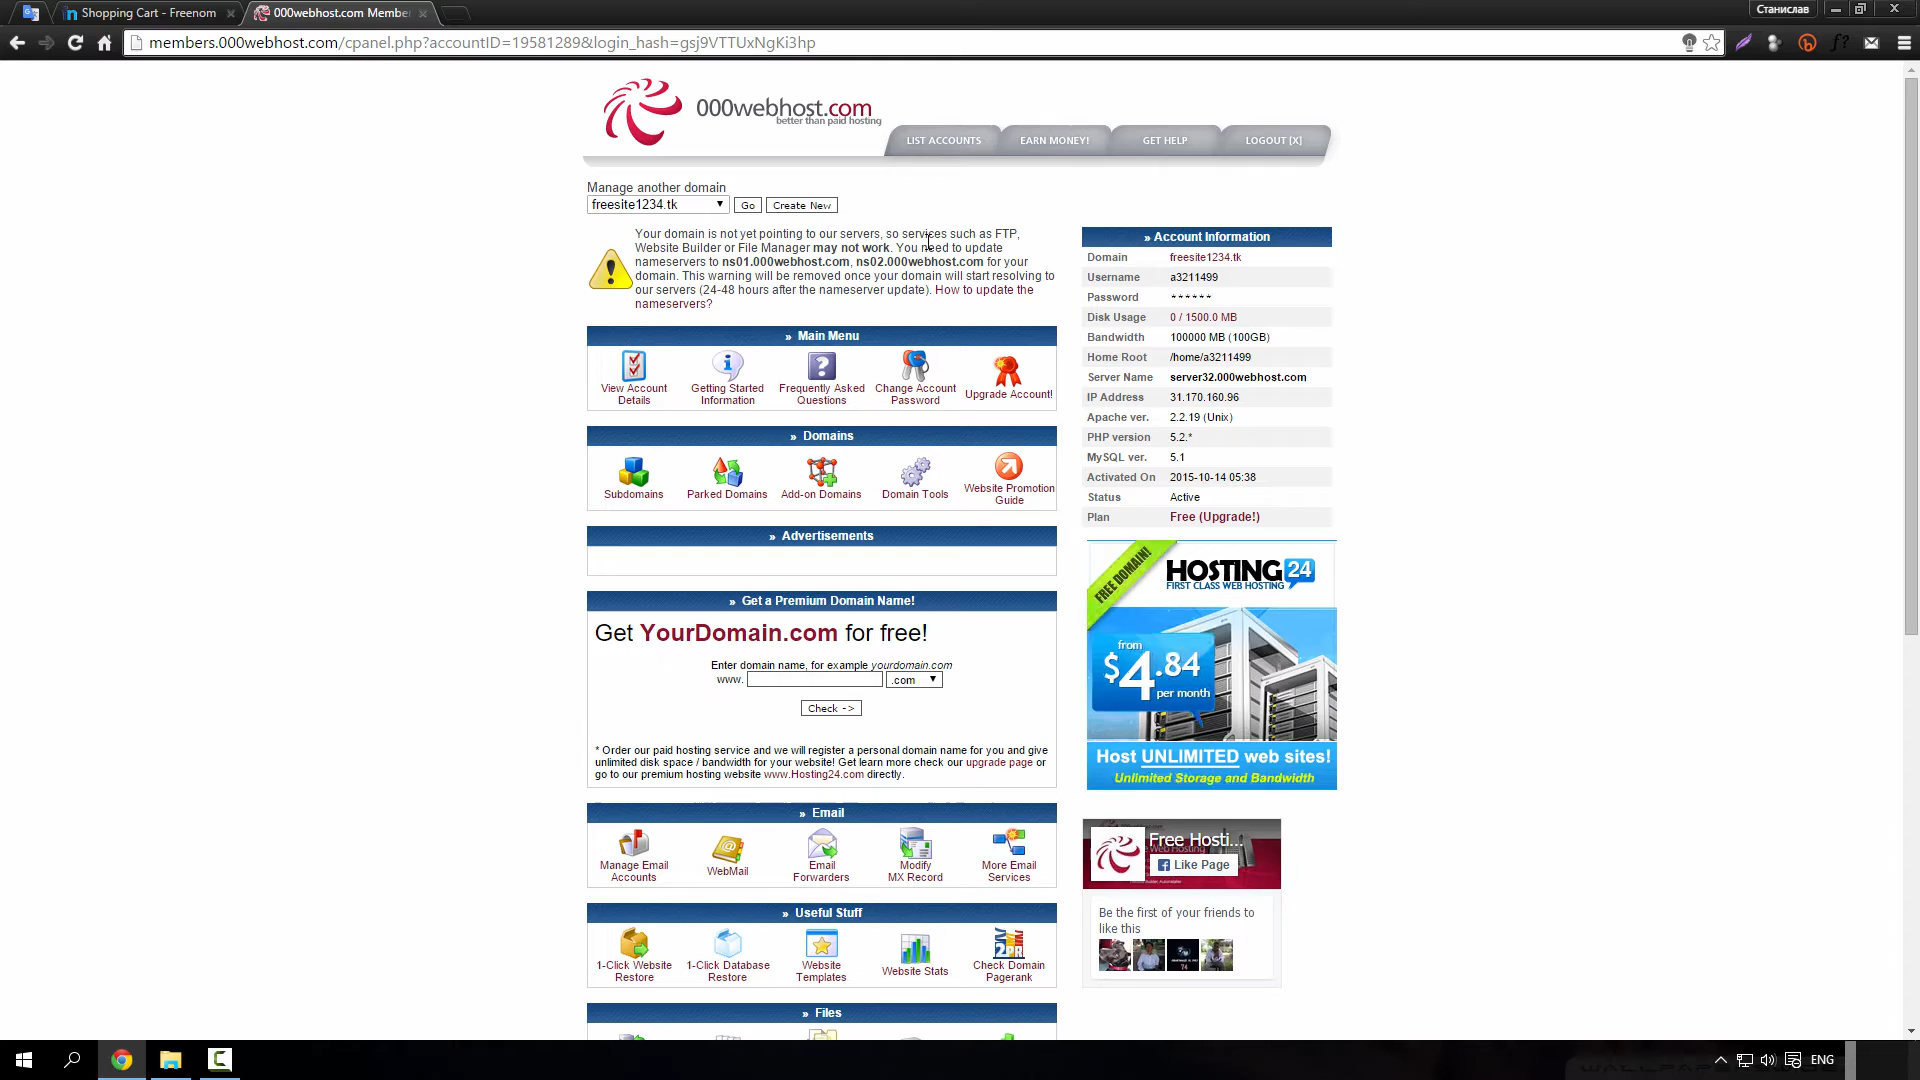 Shopping Cart - Freenom
000webhost.com Membe
Станислав
members.000webhost.com/cpanel.php?accountID=19581289&login_hash=gsj9VTTUxNgKi3hp
000webhost.com
better than paid hosting
LIST ACCOUNTS
EARN MONEY!
GET HELP
LOGOUT [X]
Manage another domain
freesite1234.tk
Go
Create New
Your domain is not yet pointing to our servers, so services such as FTP,
Website Builder or File Manager may not work. You need to update
nameservers to ns01.000webhost.com, ns02.000webhost.com for your
domain. This warning will be removed once your domain will start resolving to
our servers (24-48 hours after the nameserver update). How to update the
nameservers?
» Main Menu
View Account
Details
Getting Started
Information
Frequently Asked
Questions
Change Account
Password
Upgrade Account!
» Domains
Subdomains
Parked Domains
Add-on Domains
Domain Tools
Website Promotion
Guide
» Advertisements
» Get a Premium Domain Name!
Get YourDomain.com for free!
Enter domain name, for example yourdomain.com
www.
.com
Check ->
* Order our paid hosting service and we will register a personal domain name for you and give
unlimited disk space / bandwidth for your website! Get learn more check our upgrade page or
go to our premium hosting website www.Hosting24.com directly.
» Email
Manage Email
Accounts
WebMail
Email
Forwarders
Modify
MX Record
More Email
Services
» Useful Stuff
1-Click Website
Restore
1-Click Database
Restore
Website
Templates
Website Stats
Check Domain
Pagerank
» Files
» Account Information
Domain freesite1234.tk
Username a3211499
Password ******
Disk Usage 0 / 1500.0 MB
Bandwidth 100000 MB (100GB)
Home Root /home/a3211499
Server Name server32.000webhost.com
IP Address 31.170.160.96
Apache ver. 2.2.19 (Unix)
PHP version 5.2.*
MySQL ver. 5.1
Activated On 2015-10-14 05:38
Status Active
Plan Free (Upgrade!)
FREE DOMAIN!
HOSTING 24
FIRST CLASS WEB HOSTING
from
$4.84
per month
Host UNLIMITED web sites!
Unlimited Storage and Bandwidth
Free Hosti...
Like Page
Be the first of your friends to
like this
ENG